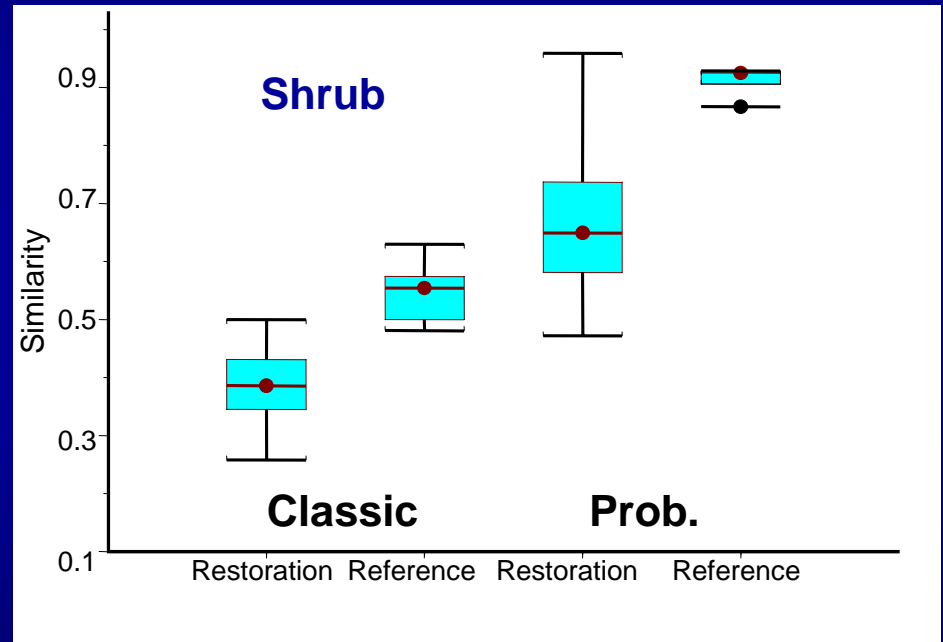 Shrub
Similarity
0.9
0.7
0.5
0.3
0.1
Classic Prob.
Restoration Reference Restoration Reference